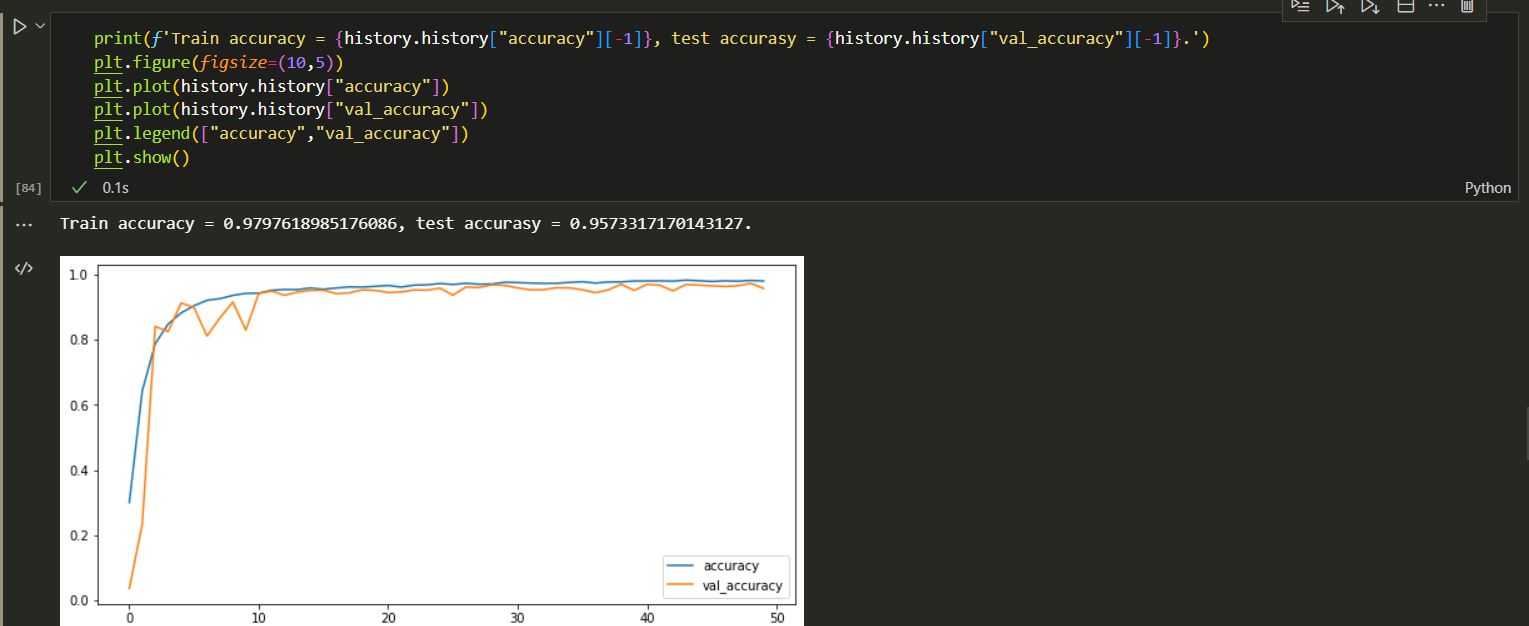 print(f'Train accuracy = {history.history["accuracy"][-1]}, test accurasy = {history.history["val_accuracy"][-1]}.')
plt.figure(figsize=(10,5))
plt.plot(history.history["accuracy"])
plt.plot(history.history["val_accuracy"])
plt.legend(["accuracy","val_accuracy"])
plt.show()
[84]
0.1s
Python
Train accuracy = 0.9797618985176086, test accurasy = 0.9573317170143127.
1.0
0.8
0.6
0.4
0.2
0.0
accuracy
val_accuracy
0 10 20 30 40 50